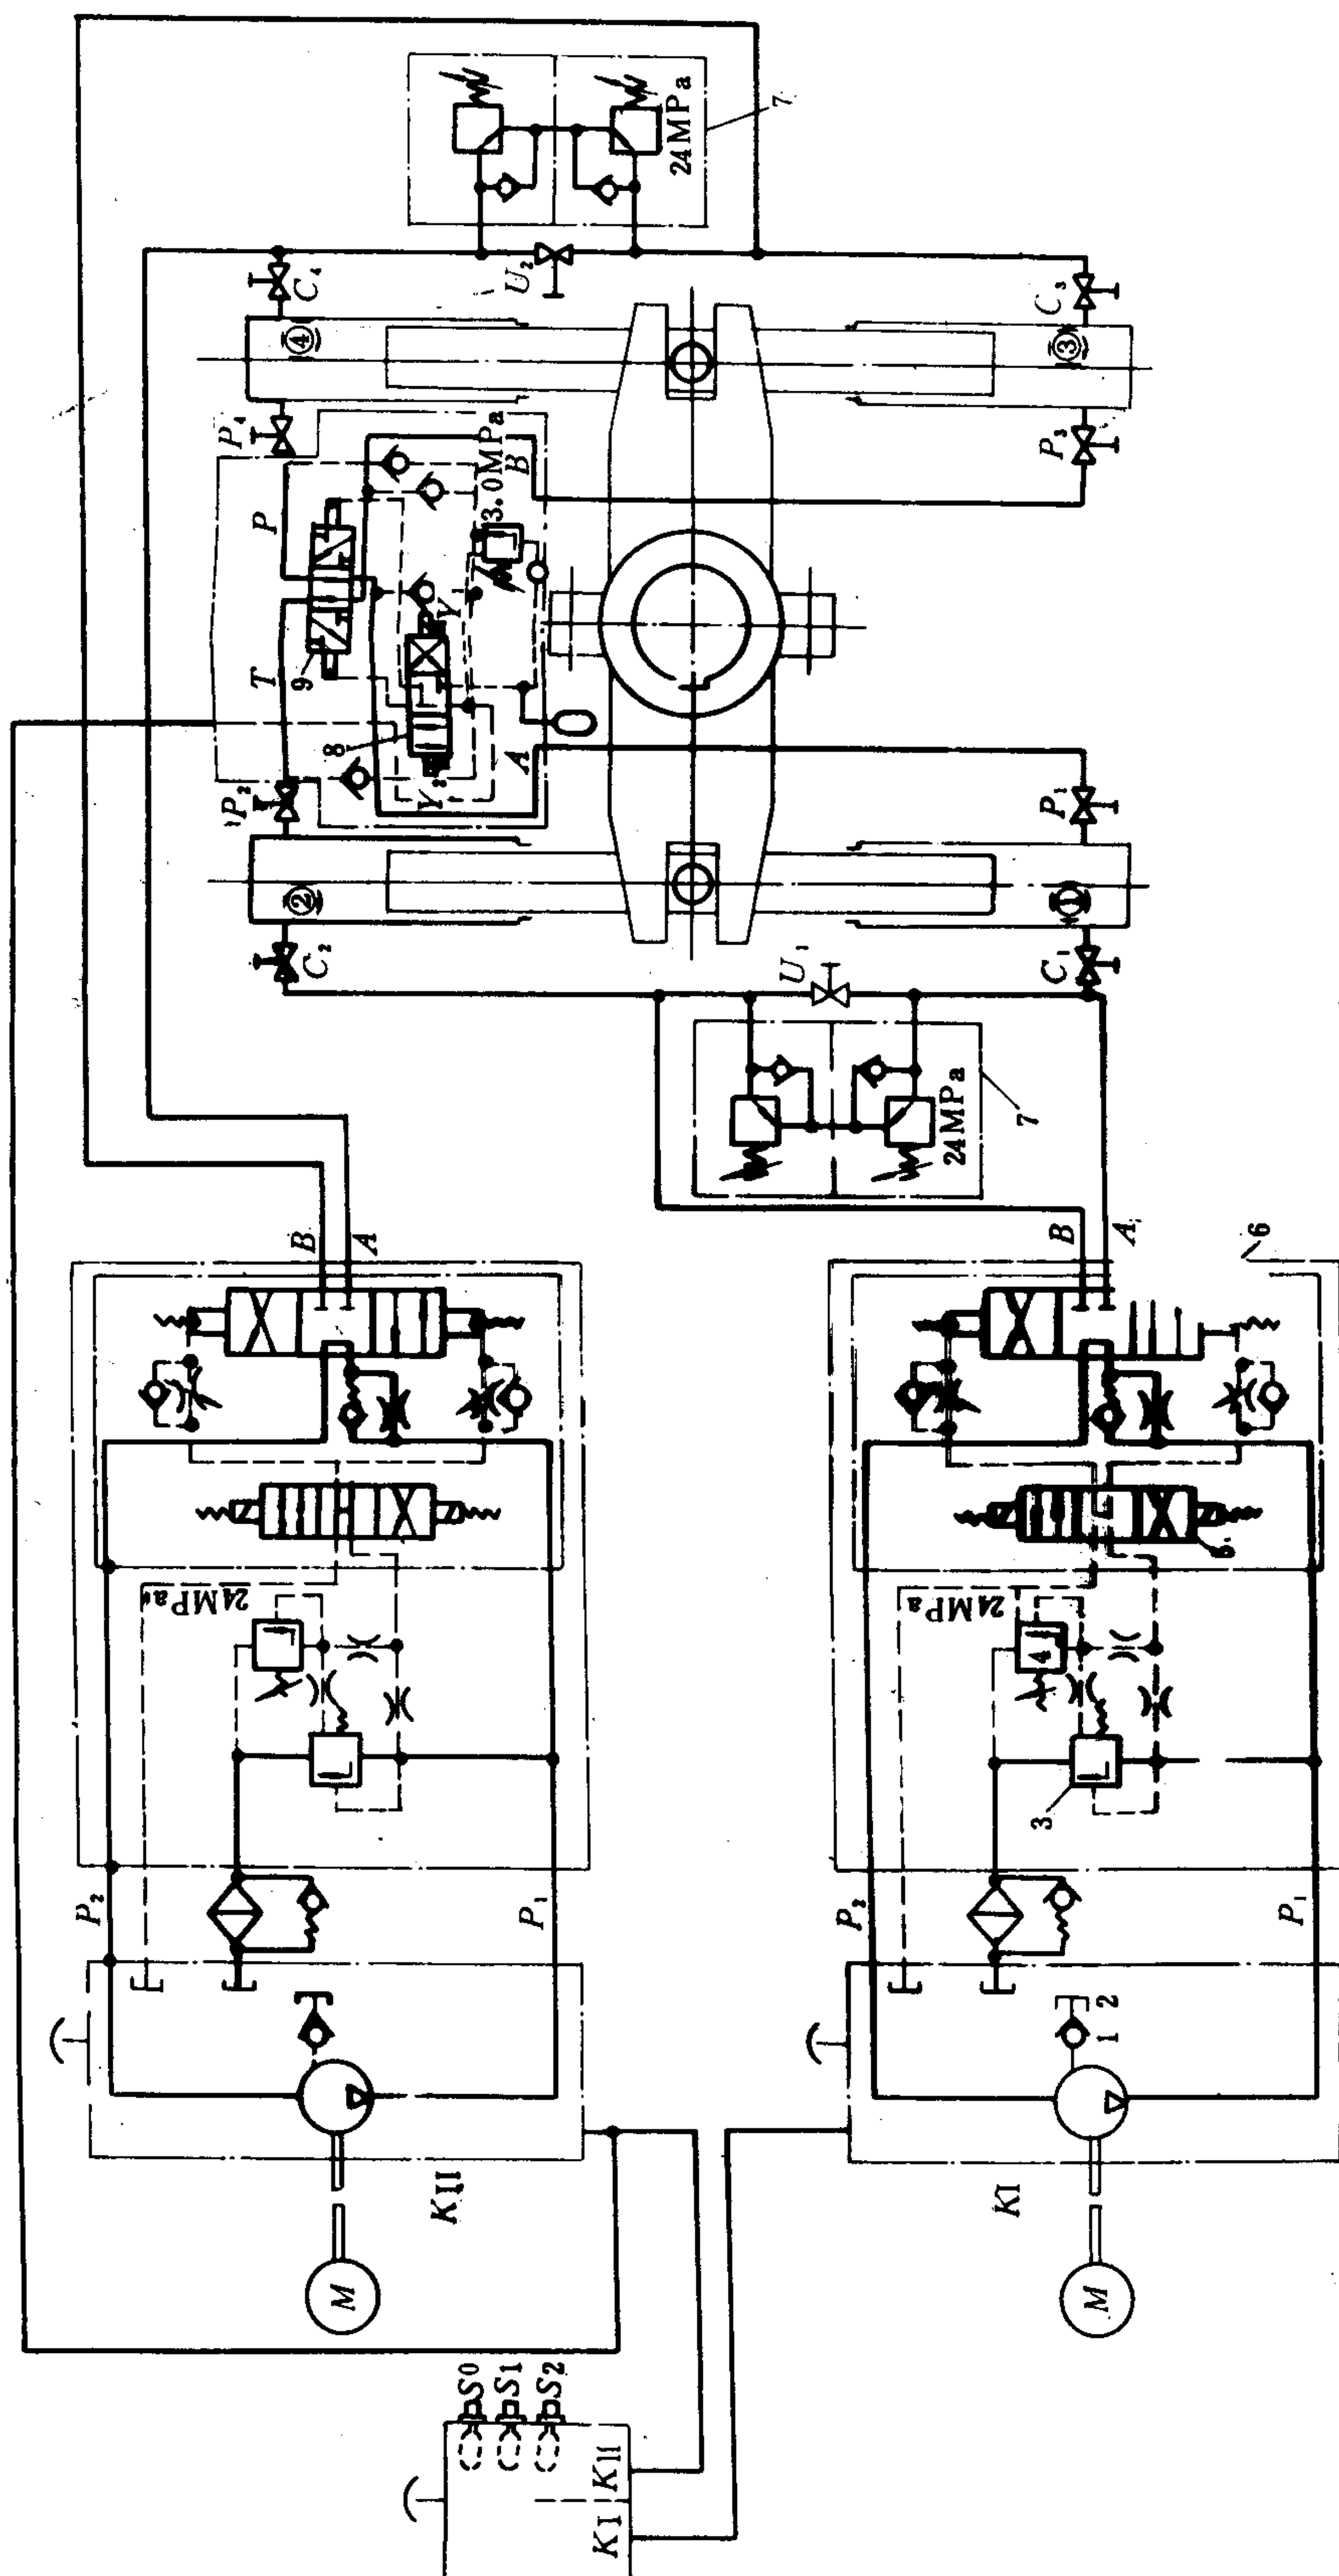 7
24MPa
U₂
C₄
④
C₃
③
P₄
P
T
9
3.0MPa
B
Y
8
Y₂
A
P₂
P₃
P₁
②
①
C₂
C₁
U₁
24MPa
7
B
A
B
A
6
24MPa
24MPa
4
3
P₂
P₁
P₂
P₁
1 2
KII
KI
M
M
S0
S1
S2
KI KII